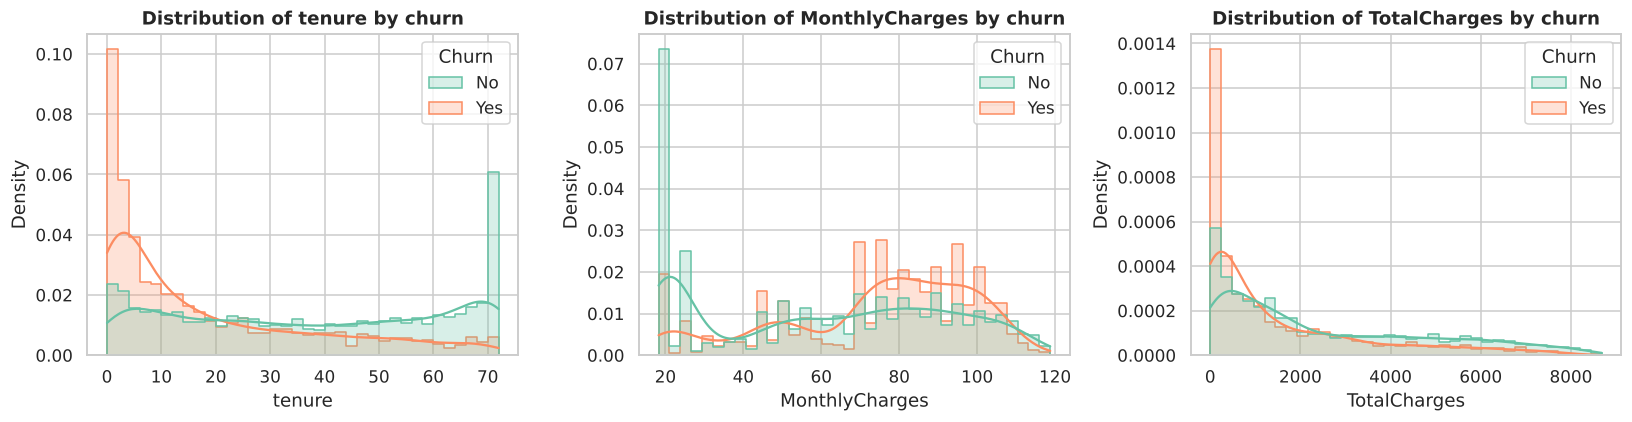 Distribution of tenure by churn
Churn
No
Yes
Density
0.10
0.08
0.06
0.04
0.02
0.00
0 10 20 30 40 50 60 70
tenure
Distribution of MonthlyCharges by churn
Churn
No
Yes
Density
0.07
0.06
0.05
0.04
0.03
0.02
0.01
0.00
20 40 60 80 100 120
MonthlyCharges
Distribution of TotalCharges by churn
Churn
No
Yes
Density
0.0014
0.0012
0.0010
0.0008
0.0006
0.0004
0.0002
0.0000
0 2000 4000 6000 8000
TotalCharges